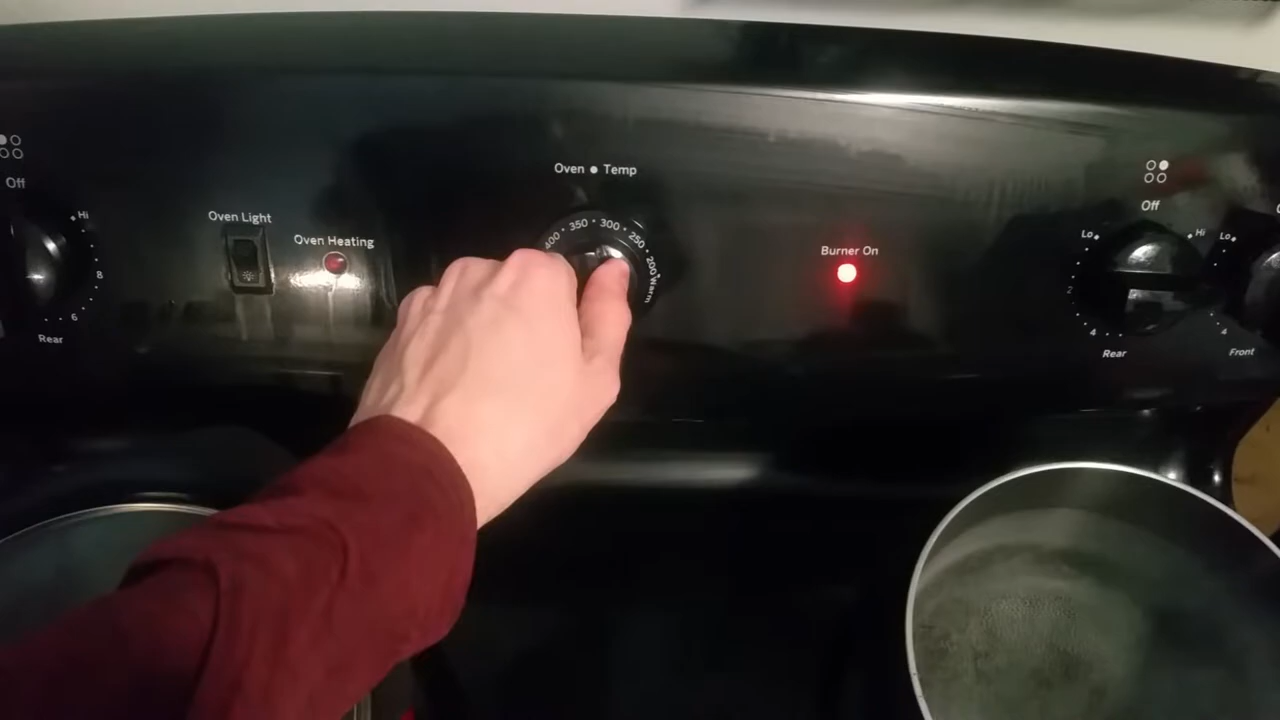 Off
Hi
8
6
Rear
Oven Light
Oven Heating
Oven Temp
400 350 300 250 200 Warm
Burner On
Off
Lo Hi
2
4
Rear
Lo
4
Front